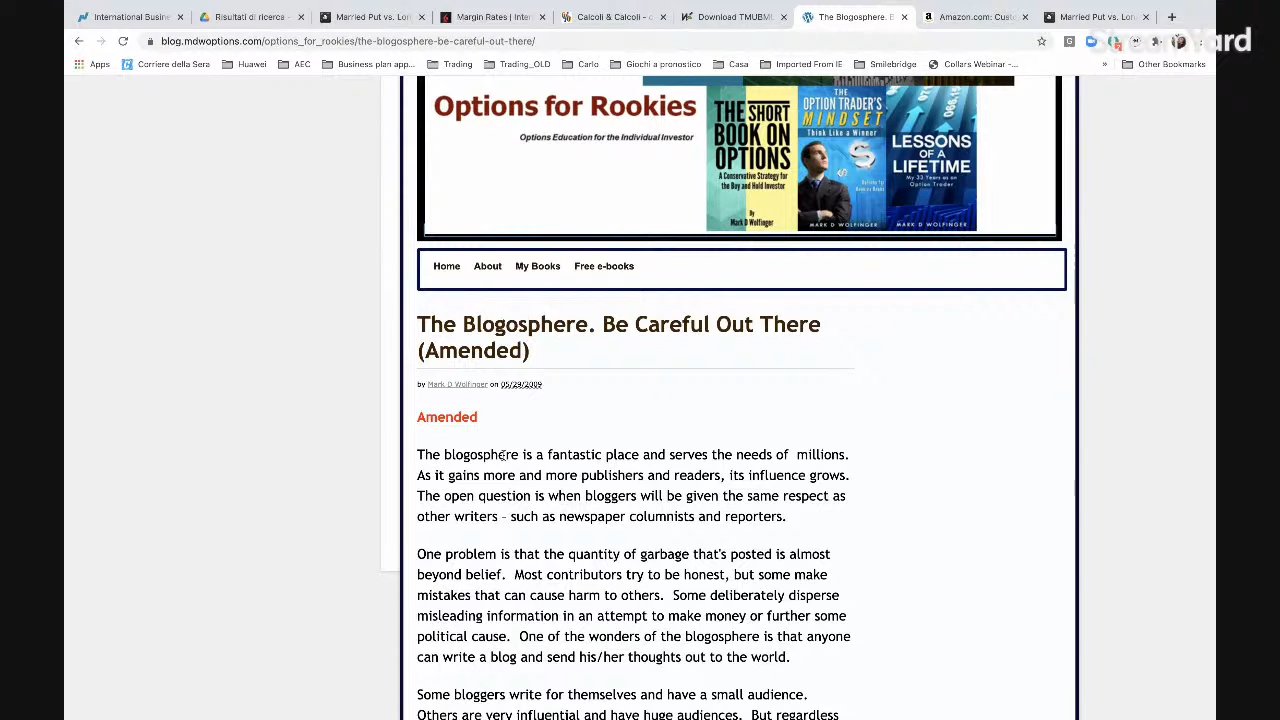 International Business
Risultati di ricerca -
Married Put vs. Lon
Margin Rates | Inter
Calcoli & Calcoli - c
Download TMUBM
The Blogosphere. B
Amazon.com: Custo
Married Put vs. Lon
blog.mdwoptions.com/options_for_rookies/the-blogosphere-be-careful-out-there/
Apps
Corriere della Sera
Huawei
AEC
Business pan app...
Trading
Trading_OLD
Carlo
Giochi a pronostico
Casa
Imported From IE
Smilebridge
Collars Webinar -...
»
Other Bookmarks
Options for Rookies
Options Education for the Individual Investor
THE SHORT
BOOK ON
OPTIONS
A Conservative Strategy for
the Buy and Hold Investor
By
Mark D Wolfinger
THE
OPTION TRADER'S
MINDSET
Think Like a Winner
MARK D WOLFINGER
LESSONS
OF A
LIFETIME
My 33 Years as an
Option Trader
MARK D WOLFINGER
Home About My Books Free e-books
The Blogosphere. Be Careful Out There
(Amended)
by Mark D Wolfinger on 05/29/2009
Amended
The blogosphere is a fantastic place and serves the needs of millions.
As it gains more and more publishers and readers, its influence grows.
The open question is when bloggers will be given the same respect as
other writers – such as newspaper columnists and reporters.
One problem is that the quantity of garbage that's posted is almost
beyond belief. Most contributors try to be honest, but some make
mistakes that can cause harm to others. Some deliberately disperse
misleading information in an attempt to make money or further some
political cause. One of the wonders of the blogosphere is that anyone
can write a blog and send his/her thoughts out to the world.
Some bloggers write for themselves and have a small audience.
Others are very influential and have huge audiences. But regardless